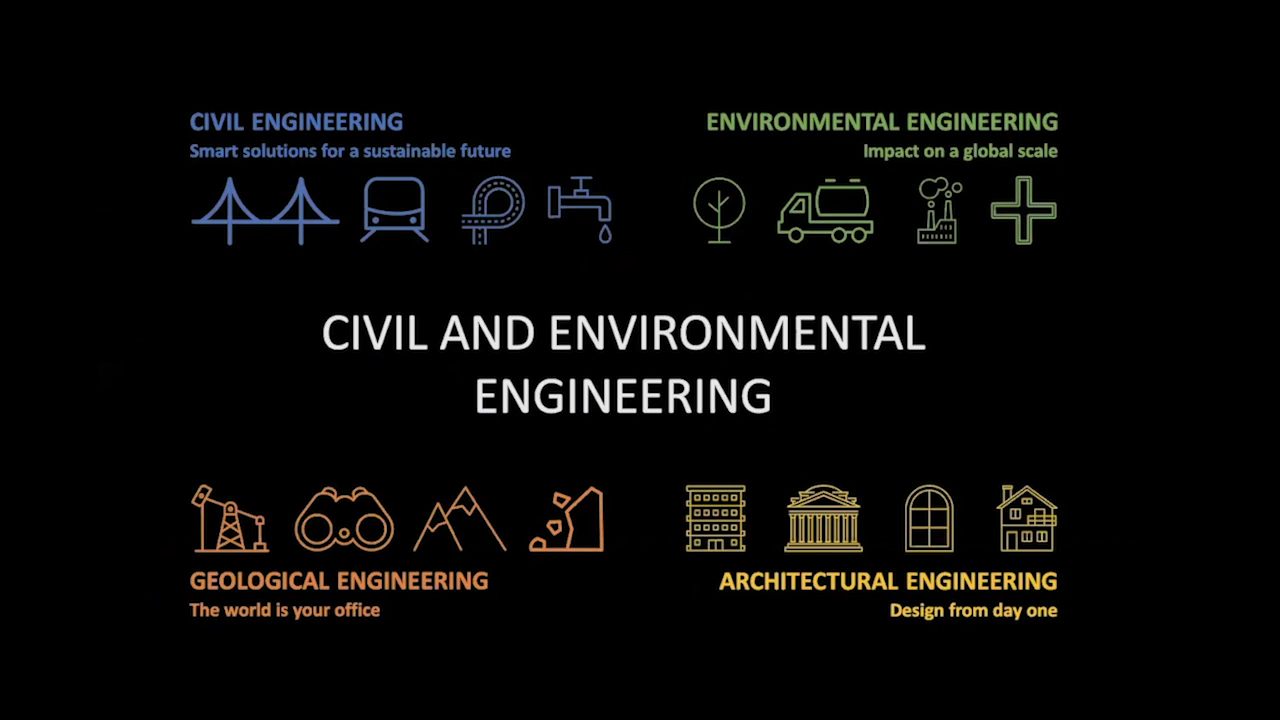 CIVIL ENGINEERING
Smart solutions for a sustainable future
ENVIRONMENTAL ENGINEERING
Impact on a global scale
CIVIL AND ENVIRONMENTAL
ENGINEERING
GEOLOGICAL ENGINEERING
The world is your office
ARCHITECTURAL ENGINEERING
Design from day one